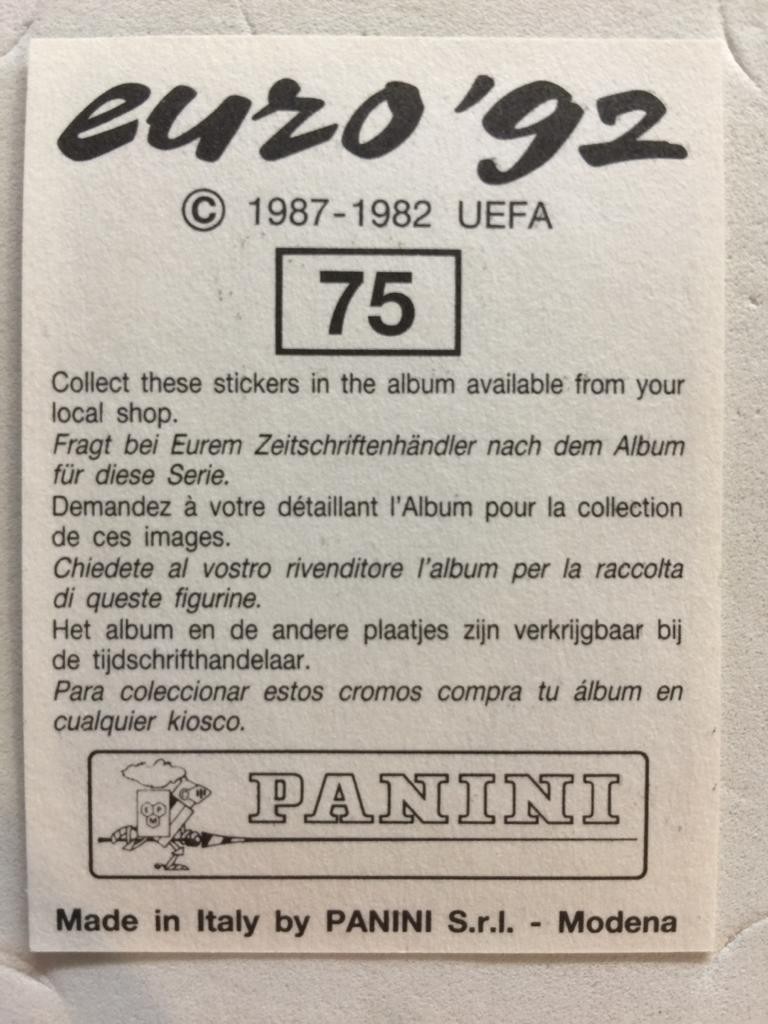 euro '92
© 1987-1982 UEFA
75
Collect these stickers in the album available from your
local shop.
Fragt bei Eurem Zeitschriftenhändler nach dem Album
für diese Serie.
Demandez à votre détaillant l'Album pour la collection
de ces images.
Chiedete al vostro rivenditore l'album per la raccolta
di queste figurine.
Het album en de andere plaatjes zijn verkrijgbaar bij
de tijdschrifthandelaar.
Para coleccionar estos cromos compra tu álbum en
cualquier kiosco.
PANINI
Made in Italy by PANINI S.r.l. - Modena